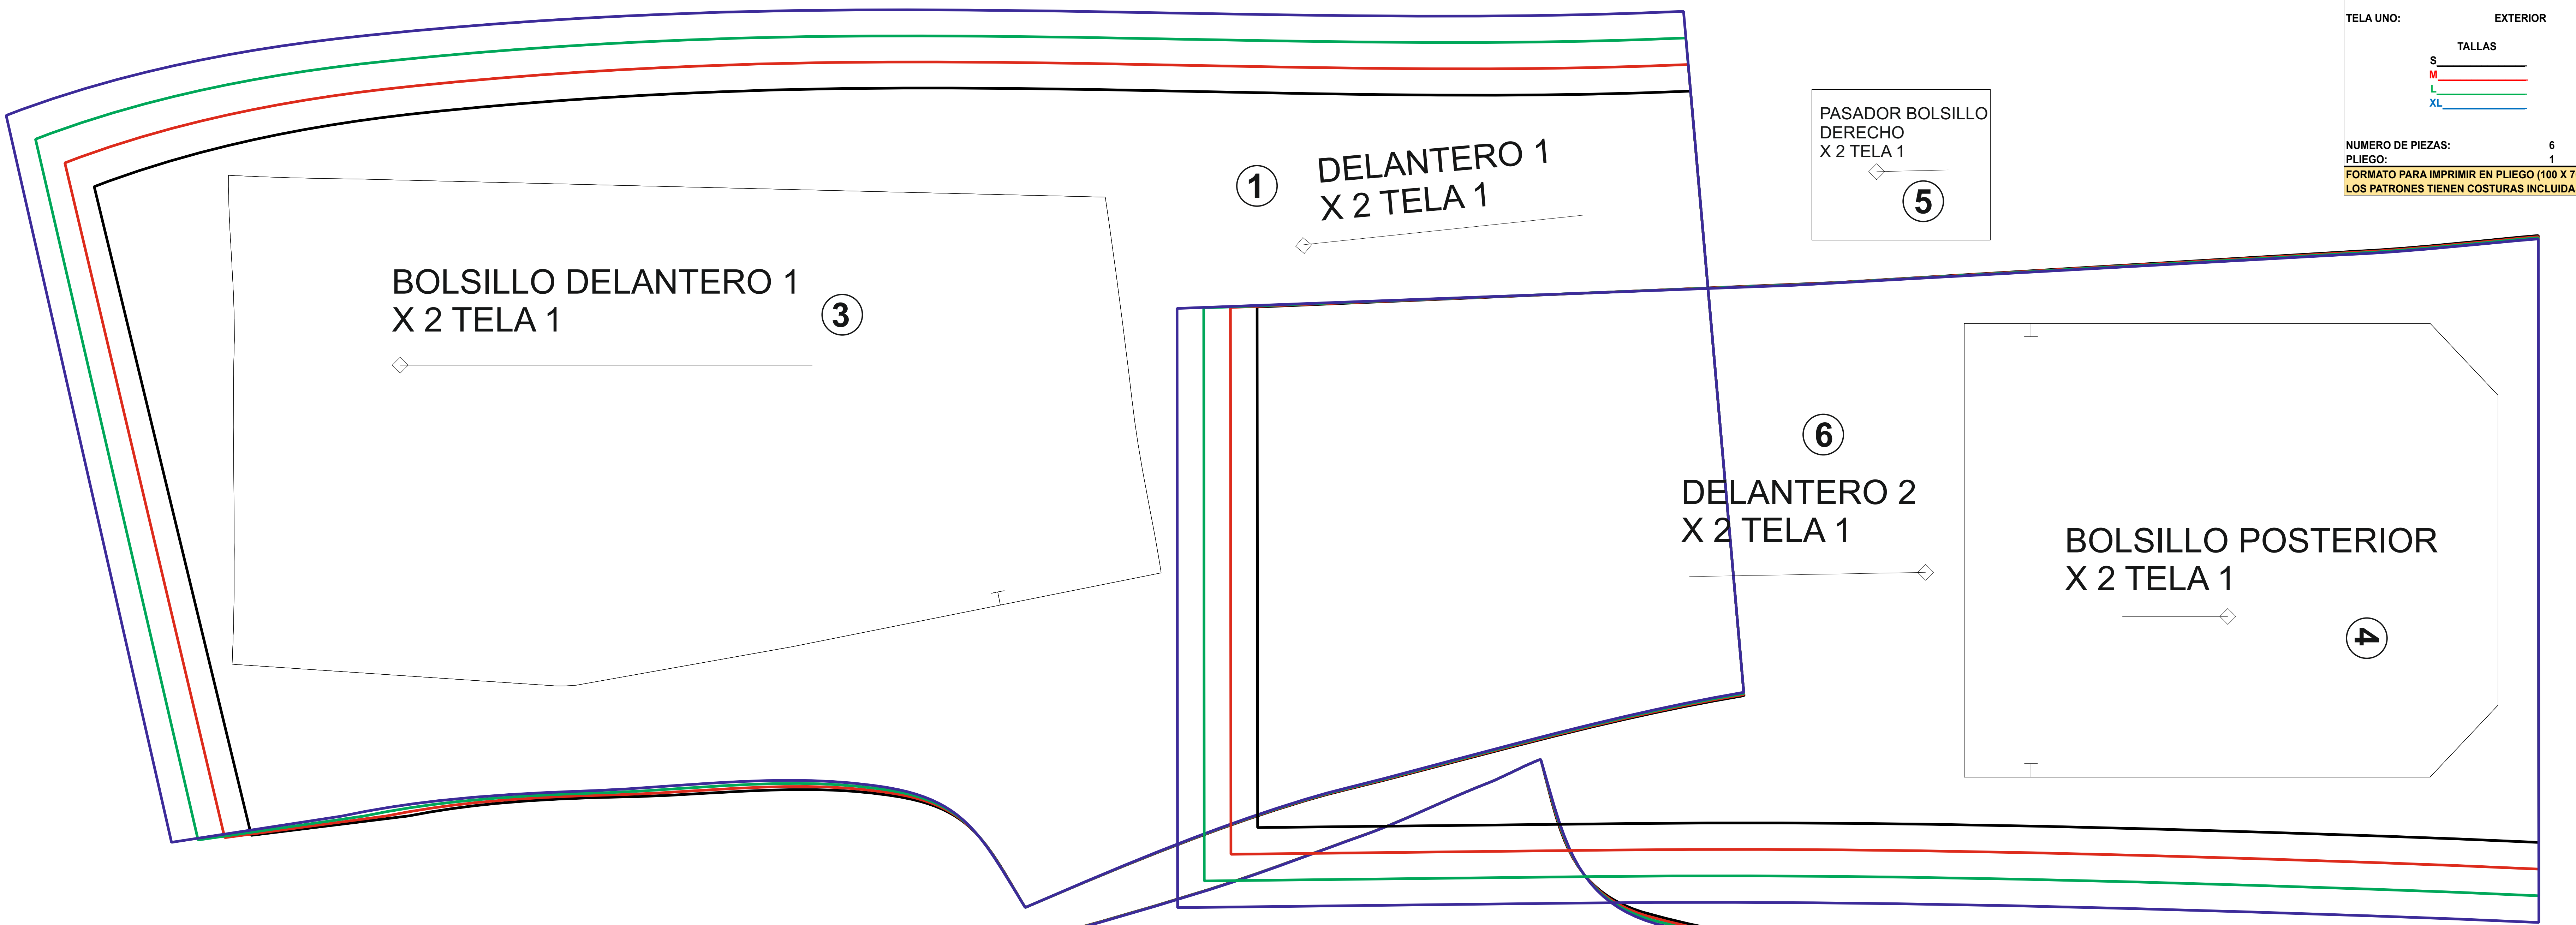 TELA UNO: EXTERIOR
TALLAS
S
M
L
XL
NUMERO DE PIEZAS: 6
PLIEGO: 1
FORMATO PARA IMPRIMIR EN PLIEGO (100 X 7
LOS PATRONES TIENEN COSTURAS INCLUIDA
PASADOR BOLSILLO
DERECHO
X 2 TELA 1
5
1
DELANTERO 1
X 2 TELA 1
BOLSILLO DELANTERO 1
X 2 TELA 1
3
6
DELANTERO 2
X 2 TELA 1
BOLSILLO POSTERIOR
X 2 TELA 1
4